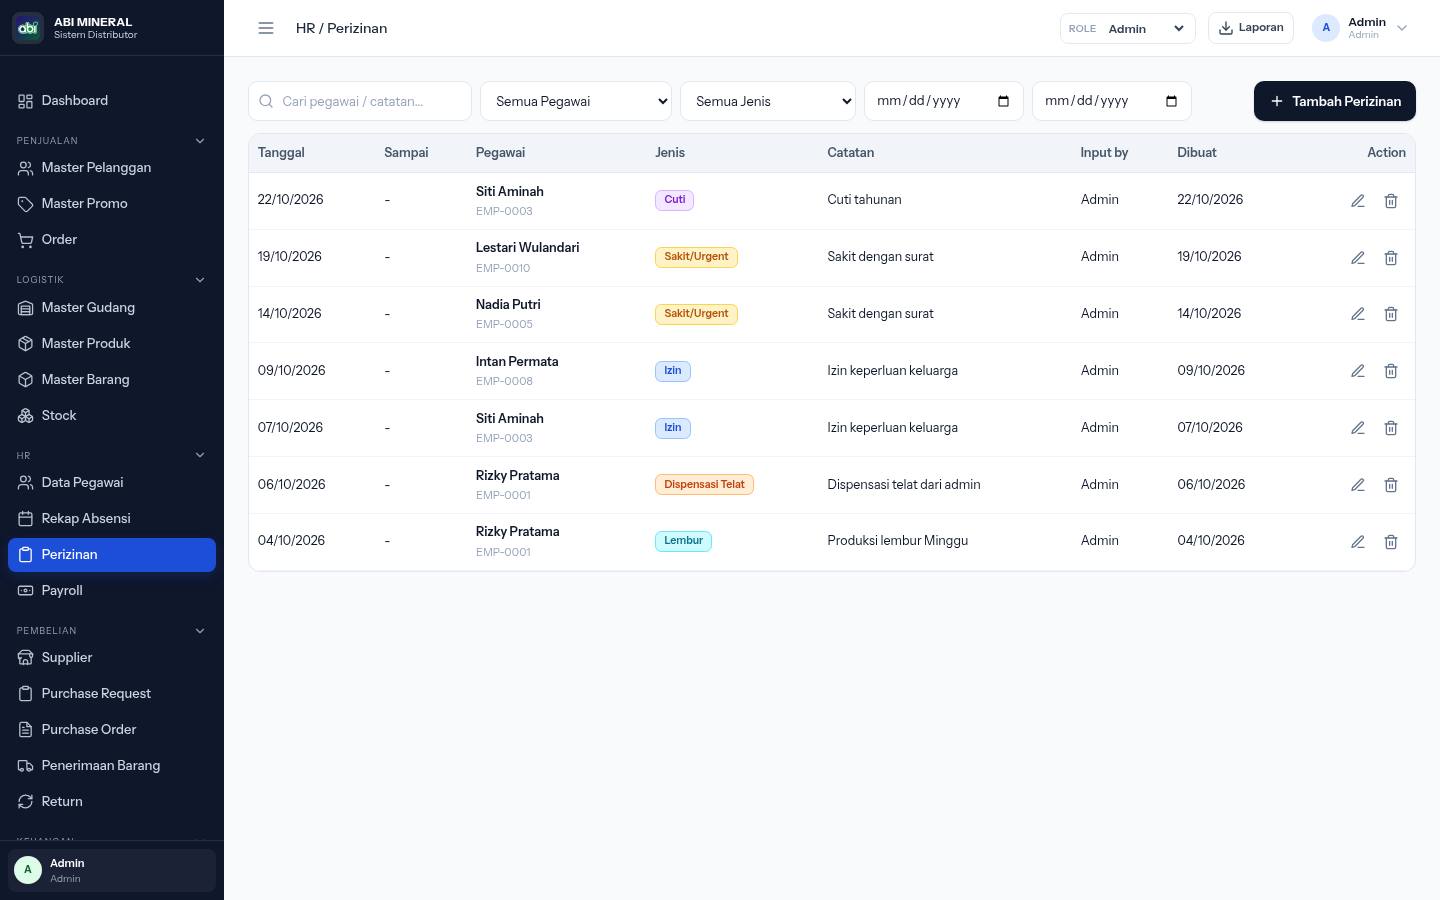 ABI MINERAL
Sistem Distributor
Dashboard
PENJUALAN
Master Pelanggan
Master Promo
Order
LOGISTIK
Master Gudang
Master Produk
Master Barang
Stock
HR
Data Pegawai
Rekap Absensi
Perizinan
Payroll
PEMBELIAN
Supplier
Purchase Request
Purchase Order
Penerimaan Barang
Return
A Admin
Admin
HR / Perizinan
ROLE Admin
Laporan
A Admin
Admin
Cari pegawai / catatan...
Semua Pegawai
Semua Jenis
mm/dd/yyyy
mm/dd/yyyy
Tambah Perizinan
Tanggal Sampai Pegawai Jenis Catatan Input by Dibuat Action
22/10/2026 - Siti Aminah Cuti Cuti tahunan Admin 22/10/2026
EMP-0003
19/10/2026 - Lestari Wulandari Sakit/Urgent Sakit dengan surat Admin 19/10/2026
EMP-0010
14/10/2026 - Nadia Putri Sakit/Urgent Sakit dengan surat Admin 14/10/2026
EMP-0005
09/10/2026 - Intan Permata Izin Izin keperluan keluarga Admin 09/10/2026
EMP-0008
07/10/2026 - Siti Aminah Izin Izin keperluan keluarga Admin 07/10/2026
EMP-0003
06/10/2026 - Rizky Pratama Dispensasi Telat Dispensasi telat dari admin Admin 06/10/2026
EMP-0001
04/10/2026 - Rizky Pratama Lembur Produksi lembur Minggu Admin 04/10/2026
EMP-0001